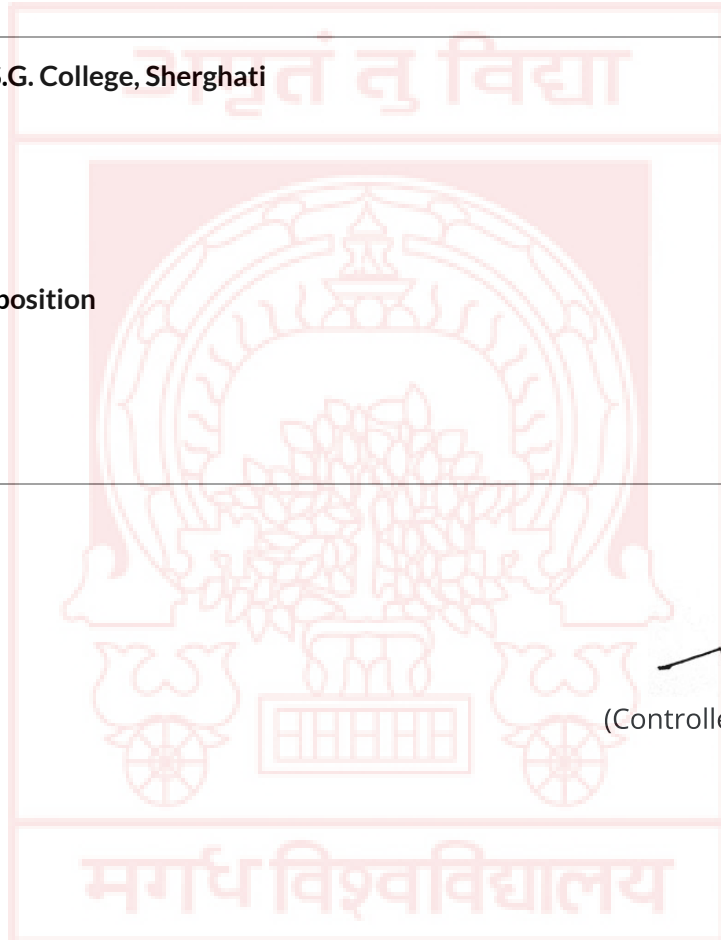 अमृतं तु विद्या
.G. College, Sherghati
position
(Controlle
मगध विश्वविद्यालय